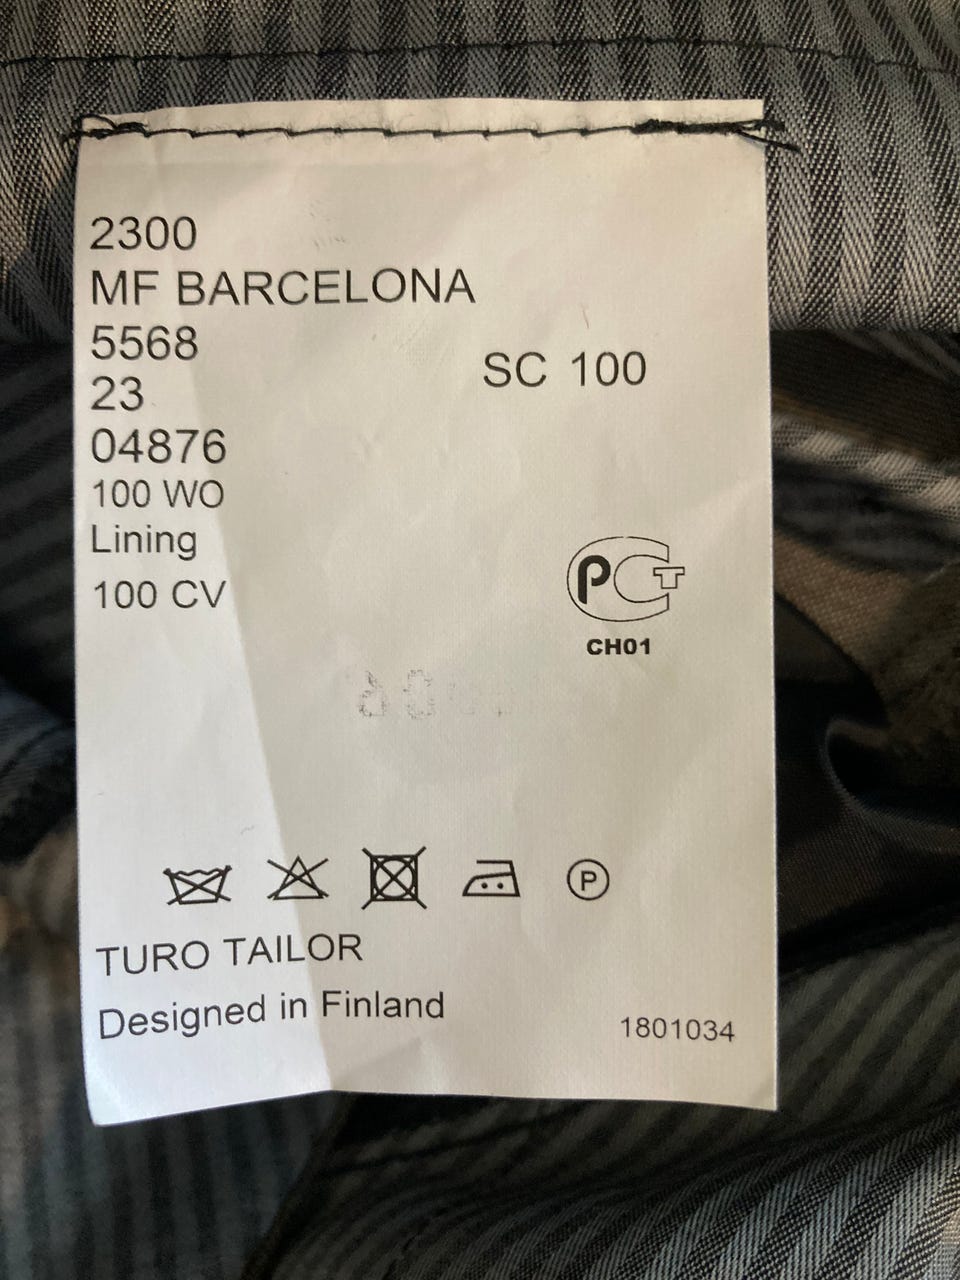 2300
MF BARCELONA
5568
SC 100
23
04876
100 WO
Lining
100 CV
РСТ
CH01
P
TURO TAILOR
Designed in Finland
1801034